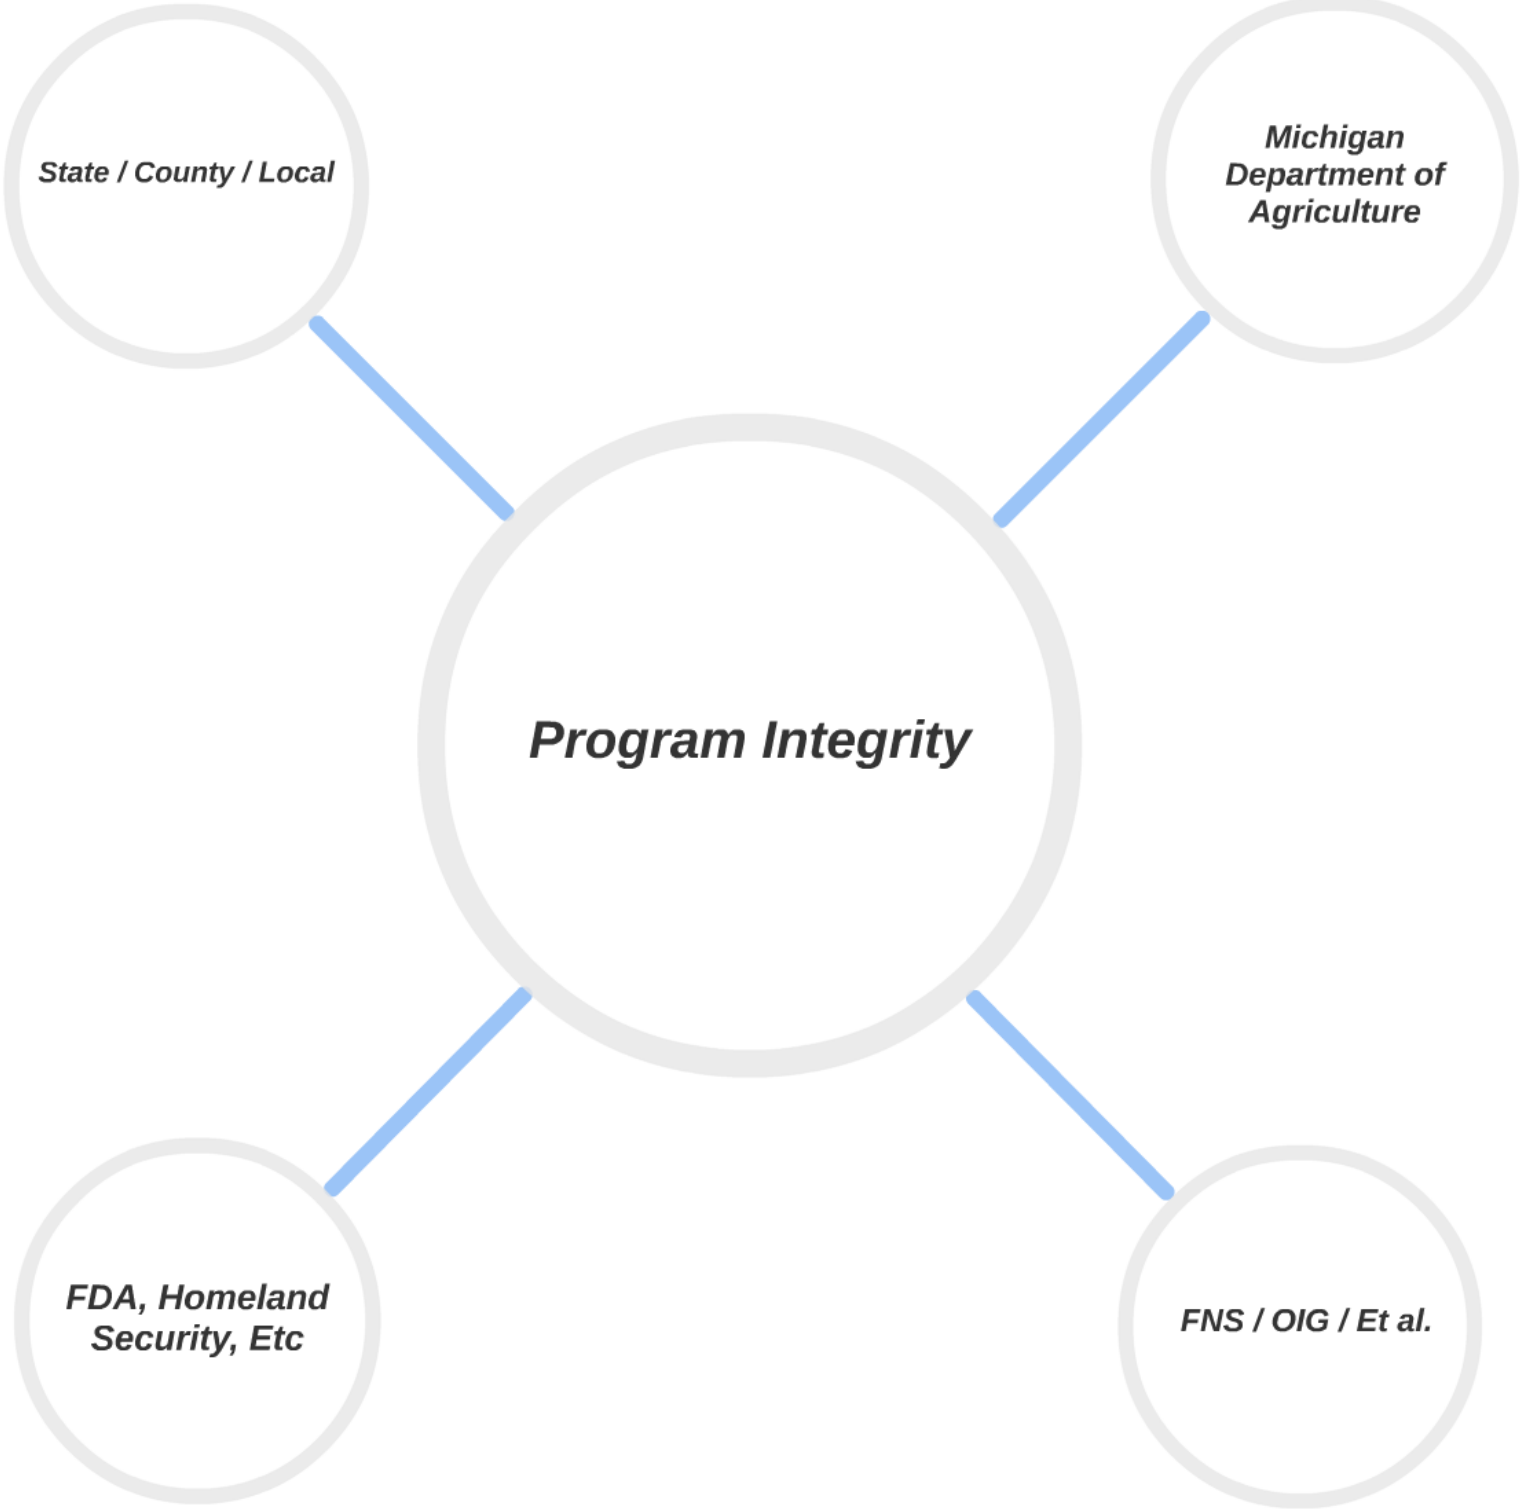 State / County / Local
Michigan
Department of
Agriculture
Program Integrity
FDA, Homeland
Security, Etc
FNS / OIG / Et al.